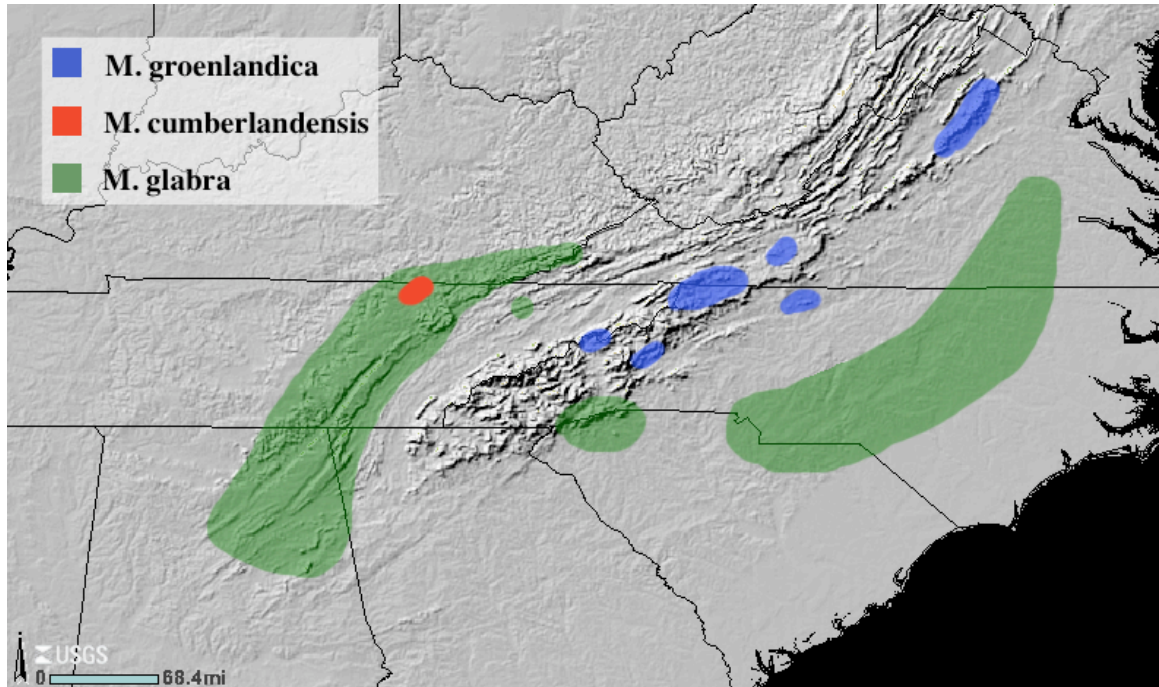 M. groenlandica
M. cumberlandensis
M. glabra
USGS
0 68.4mi